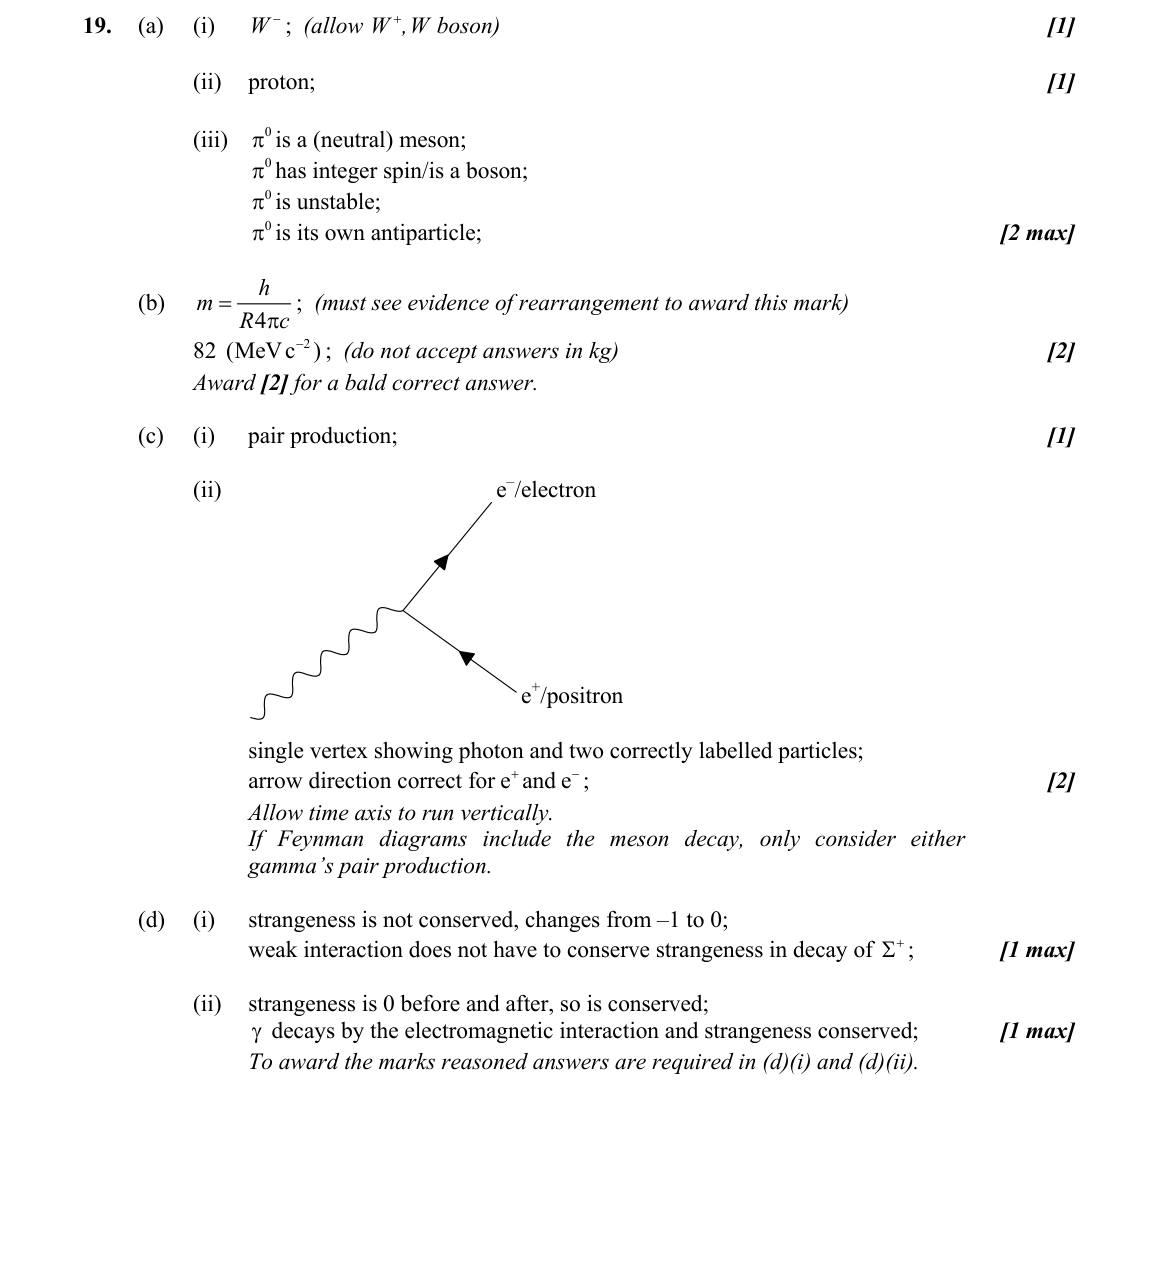 19. (a) (i) W⁻ ; (allow W⁺, W boson) [1]
(ii) proton; [1]
(iii) π⁰ is a (neutral) meson;
π⁰ has integer spin/is a boson;
π⁰ is unstable;
π⁰ is its own antiparticle; [2 max]
(b) m = h / R4πc ; (must see evidence of rearrangement to award this mark)
82 (MeV c⁻²) ; (do not accept answers in kg) [2]
Award [2] for a bald correct answer.
(c) (i) pair production; [1]
(ii) e⁻/electron
e⁺/positron
single vertex showing photon and two correctly labelled particles;
arrow direction correct for e⁺ and e⁻ ; [2]
Allow time axis to run vertically.
If Feynman diagrams include the meson decay, only consider either
gamma's pair production.
(d) (i) strangeness is not conserved, changes from –1 to 0;
weak interaction does not have to conserve strangeness in decay of Σ⁺ ; [1 max]
(ii) strangeness is 0 before and after, so is conserved;
γ decays by the electromagnetic interaction and strangeness conserved; [1 max]
To award the marks reasoned answers are required in (d)(i) and (d)(ii).